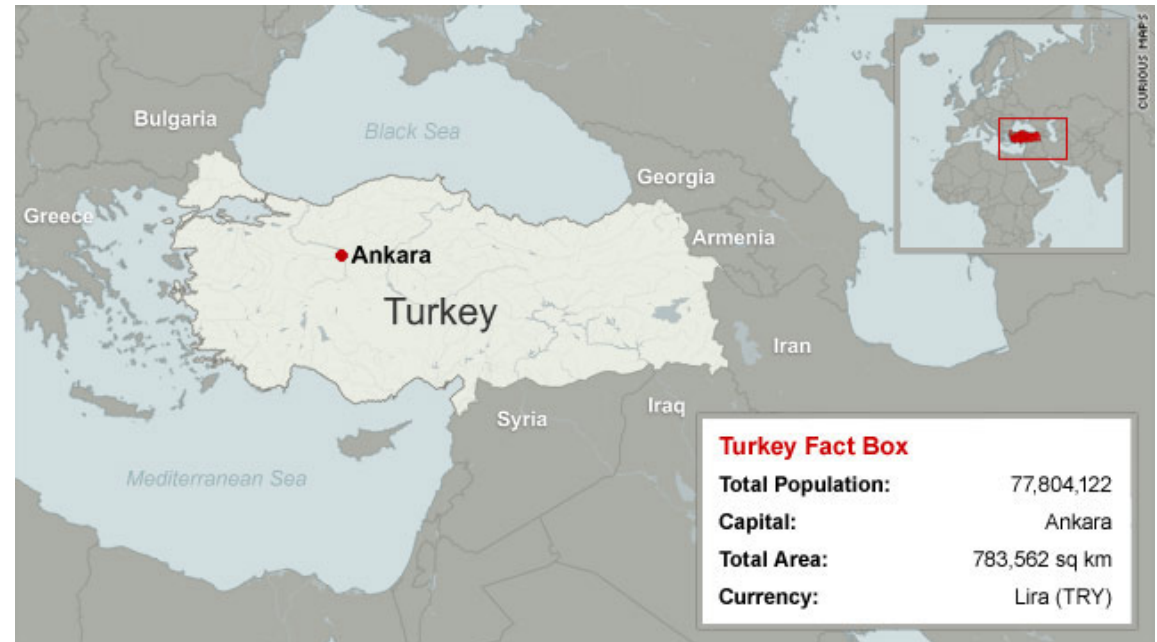 CURIOUS MAPS
Bulgaria
Black Sea
Georgia
Greece
Armenia
Ankara
Turkey
Iran
Iraq
Syria
Mediterranean Sea
Turkey Fact Box
Total Population: 77,804,122
Capital: Ankara
Total Area: 783,562 sq km
Currency: Lira (TRY)